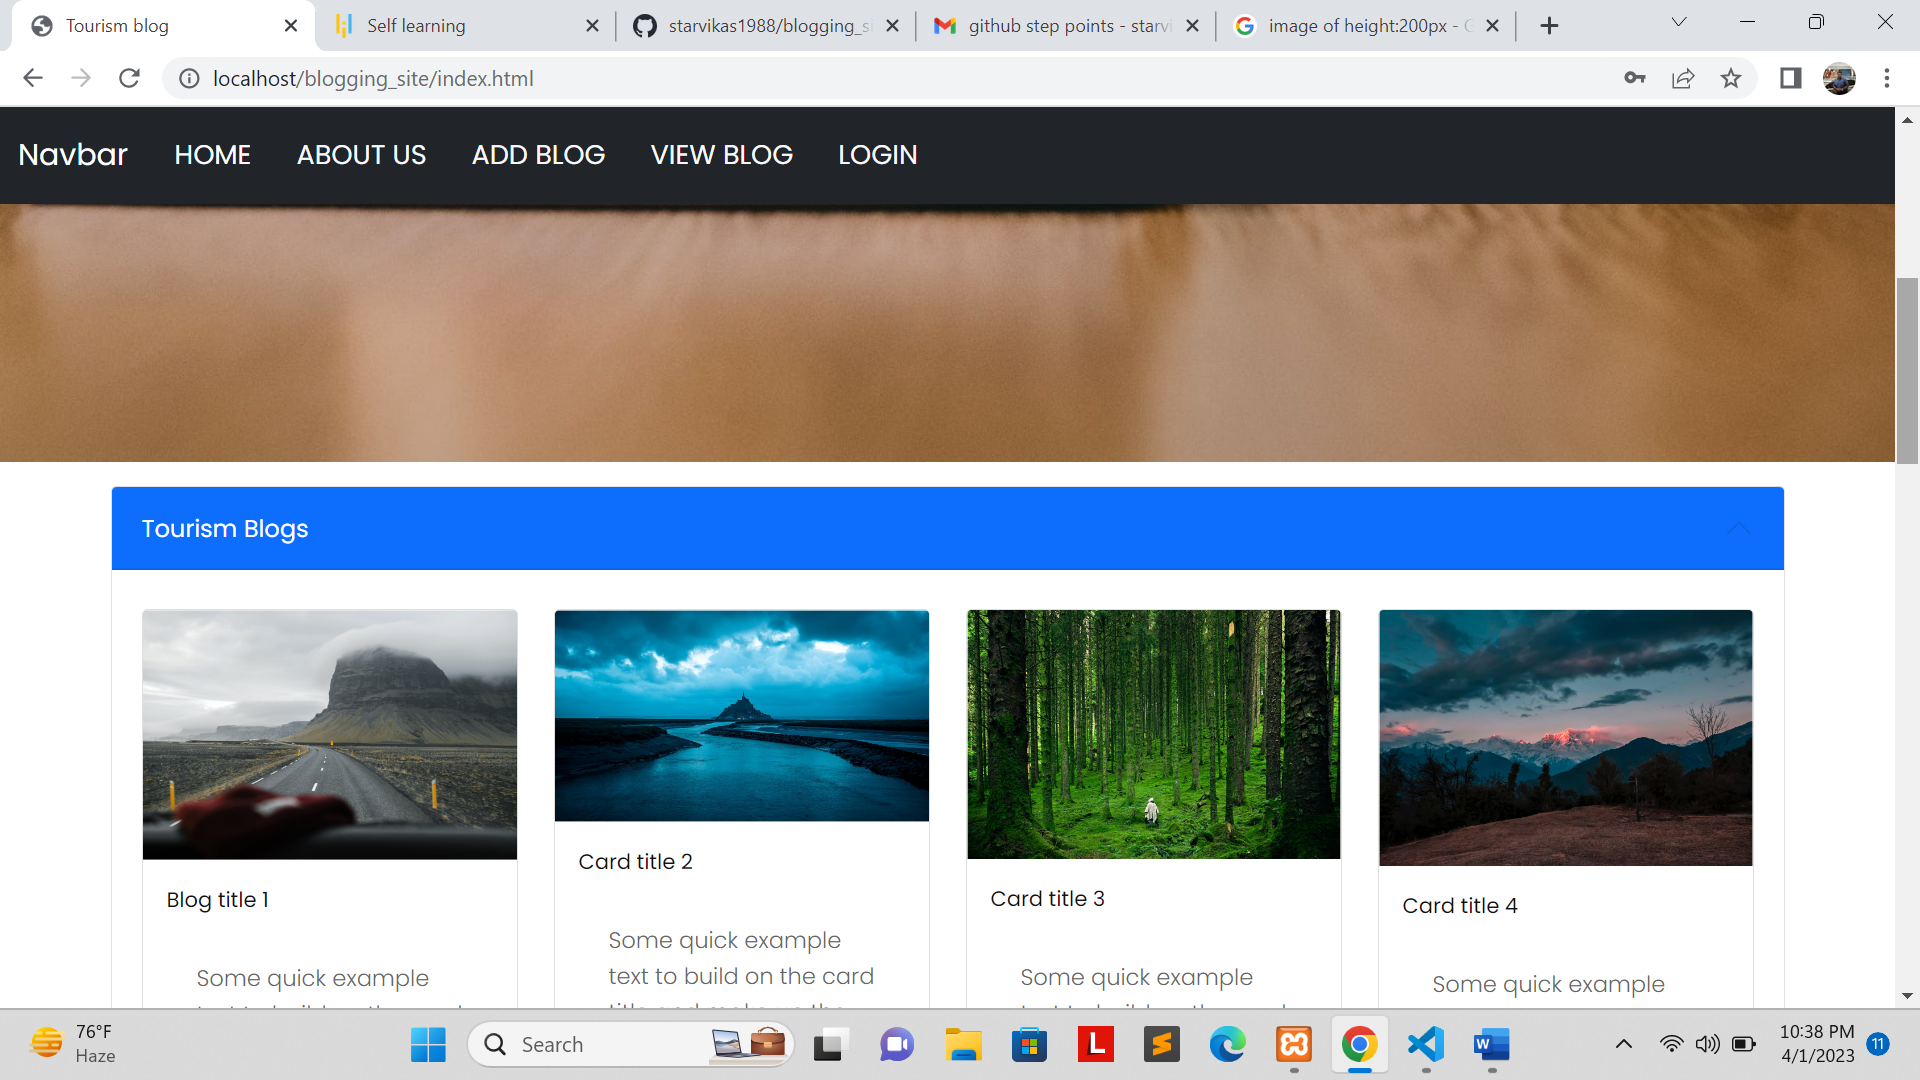 Tourism blog
Self learning
starvikas1988/blogging_si
github step points - starvi
image of height:200px - G
localhost/blogging_site/index.html
Navbar HOME ABOUT US ADD BLOG VIEW BLOG LOGIN
Tourism Blogs
Blog title 1
Some quick example
Card title 2
Some quick example
text to build on the card
Card title 3
Some quick example
Card title 4
Some quick example
76°F
Haze
Search
10:38 PM
4/1/2023
11